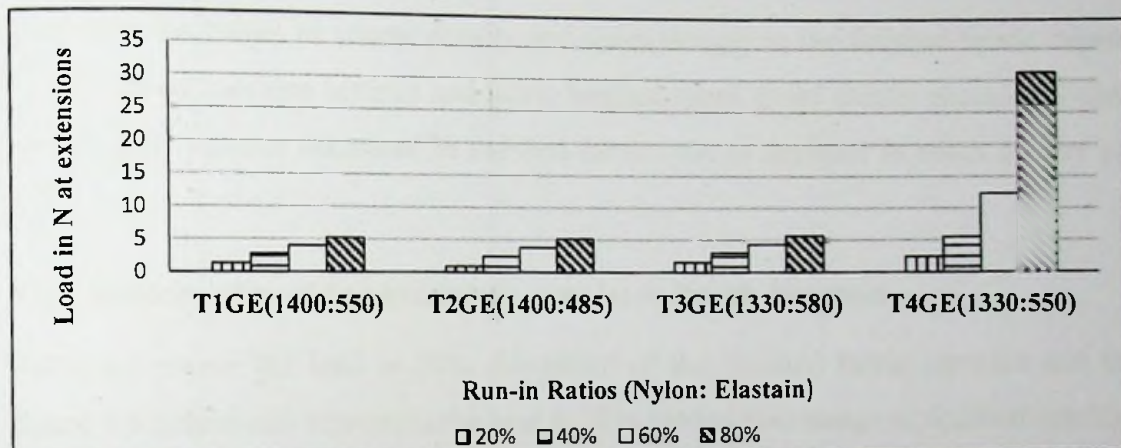 Load in N at extensions
35
30
25
20
15
10
5
0
T1GE(1400:550) T2GE(1400:485) T3GE(1330:580) T4GE(1330:550)
Run-in Ratios (Nylon: Elastain)
20% 40% 60% 80%